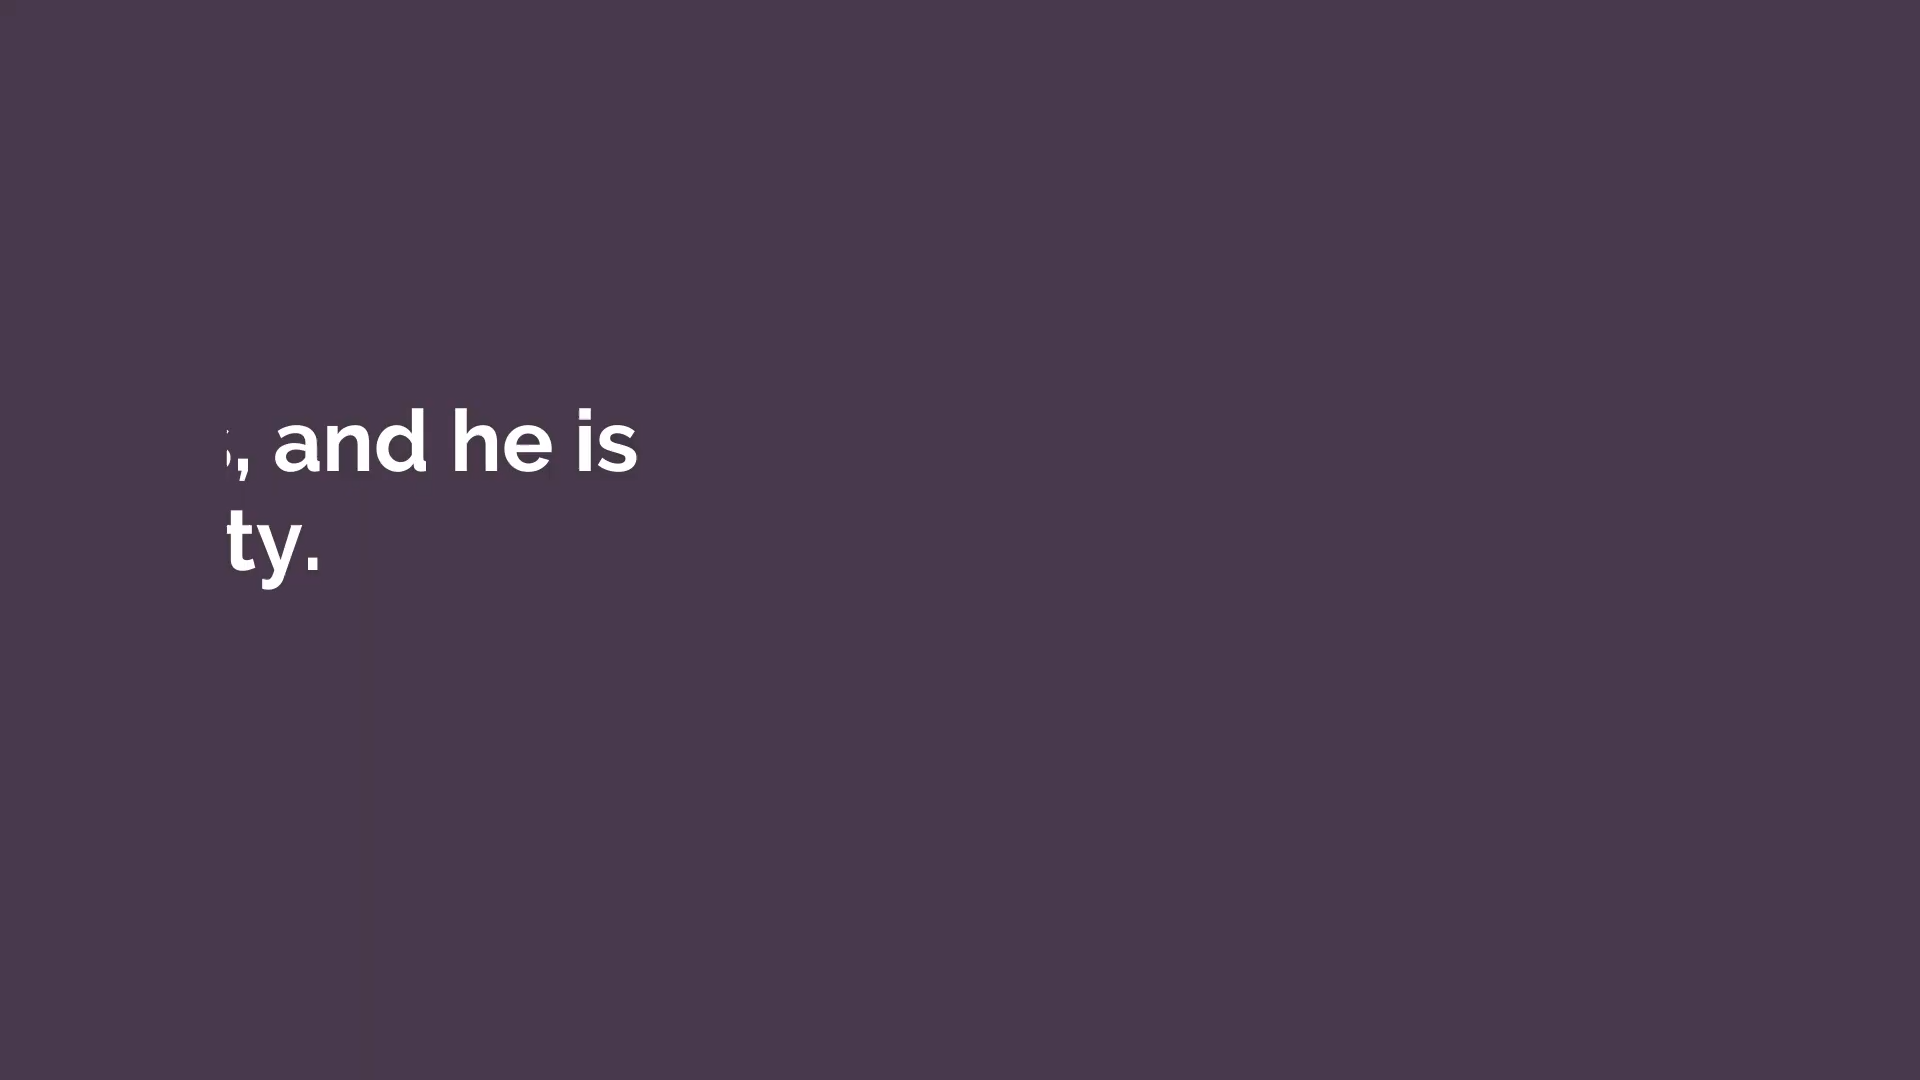 , and he is
ty.